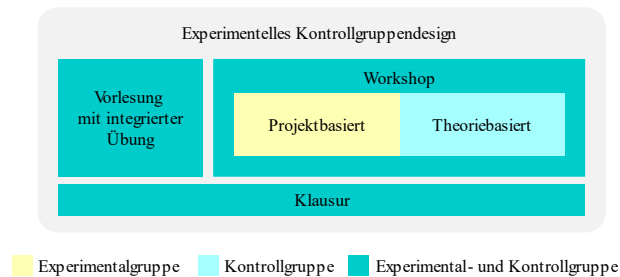 Experimentelles Kontrollgruppendesign
Vorlesung
mit integrierter
Übung
Workshop
Projektbasiert
Theoriebasiert
Klausur
Experimentalgruppe
Kontrollgruppe
Experimental- und Kontrollgruppe